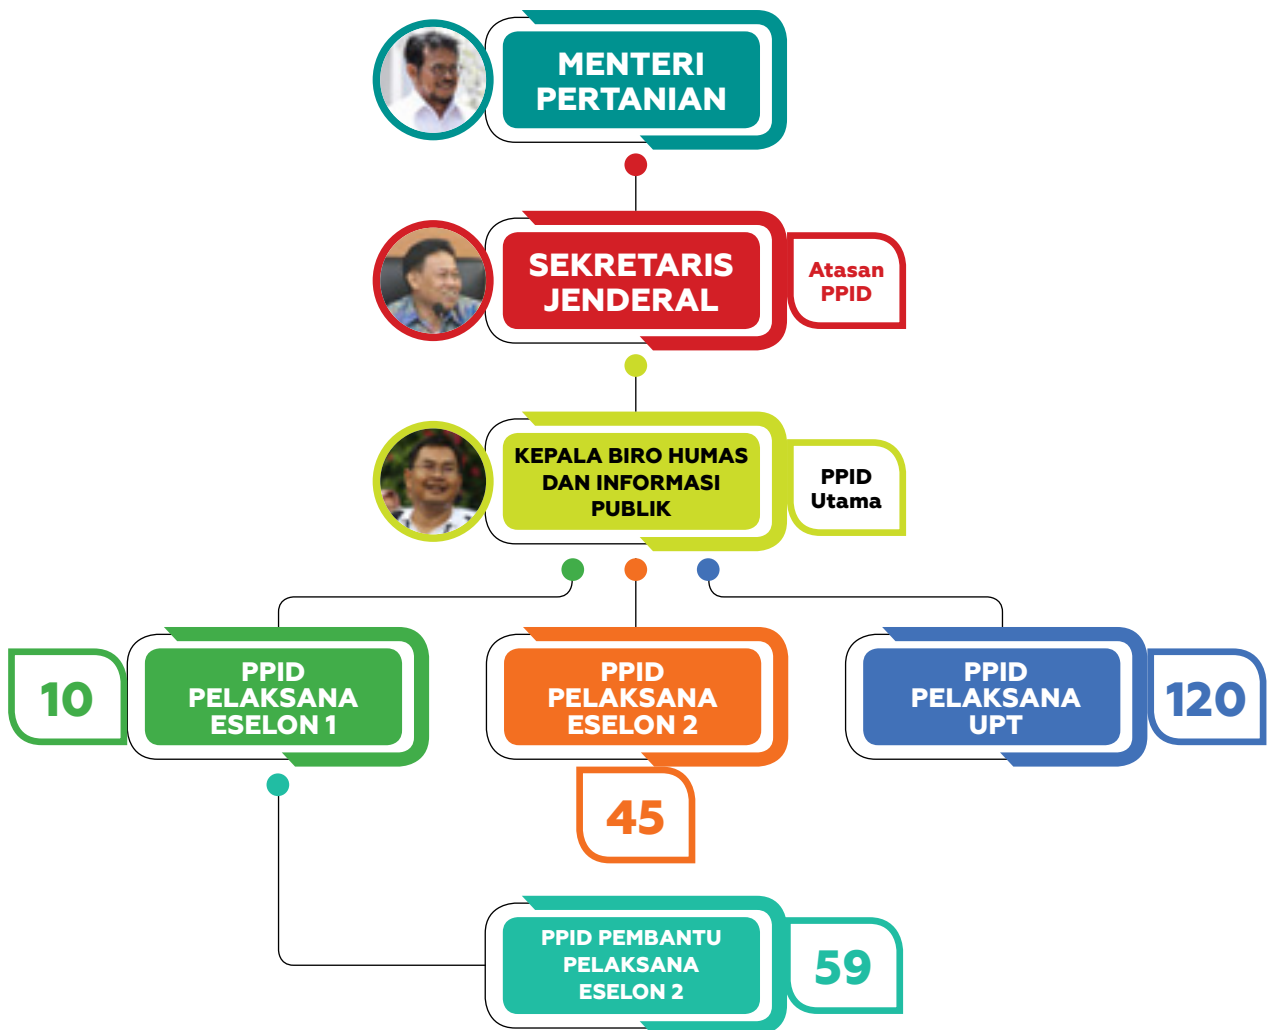 MENTERI
PERTANIAN
SEKRETARIS
JENDERAL
Atasan
PPID
KEPALA BIRO HUMAS
DAN INFORMASI
PUBLIK
PPID
Utama
10
PPID
PELAKSANA
ESELON 1
PPID
PELAKSANA
ESELON 2
45
PPID
PELAKSANA
UPT
120
PPID PEMBANTU
PELAKSANA
ESELON 2
59